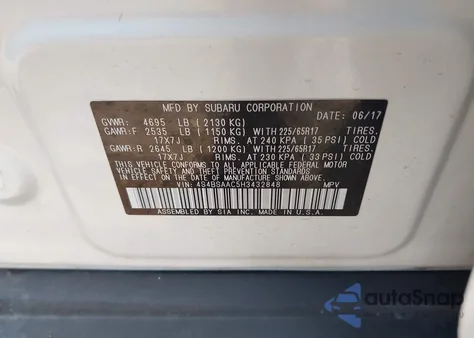 MFD BY SUBARU CORPORATION DATE: 06/17
GVWR: 4695 LB (2130 KG)
GAWR:F 2535 LB (1150 KG) WITH 225/65R17 TIRES.
17X7J RIMS. AT 240 KPA (35 PSI) COLD
GAWR:R 2645 LB (1200 KG) WITH 225/65R17 TIRES.
17X7J RIMS. AT 230 KPA (33 PSI) COLD
THIS VEHICLE CONFORMS TO ALL APPLICABLE FEDERAL MOTOR
VEHICLE SAFETY AND THEFT PREVENTION STANDARDS
IN EFFECT ON THE DATE OF MANUFACTURE SHOWN ABOVE.
VIN: 4S4BSAAC5H3432848 MPV
ASSEMBLED BY SIA INC. MADE IN U.S.A.
autoSnap